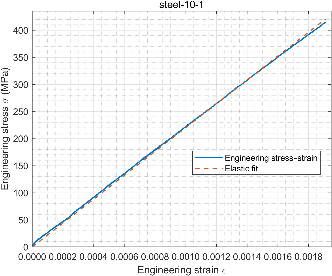 steel-10-1
Engineering stress σ (MPa)
400
350
300
250
200
150
100
50
0
Engineering stress-strain
Elastic fit
0.0000 0.0002 0.0004 0.0006 0.0008 0.0010 0.0012 0.0014 0.0016 0.0018
Engineering strain ε